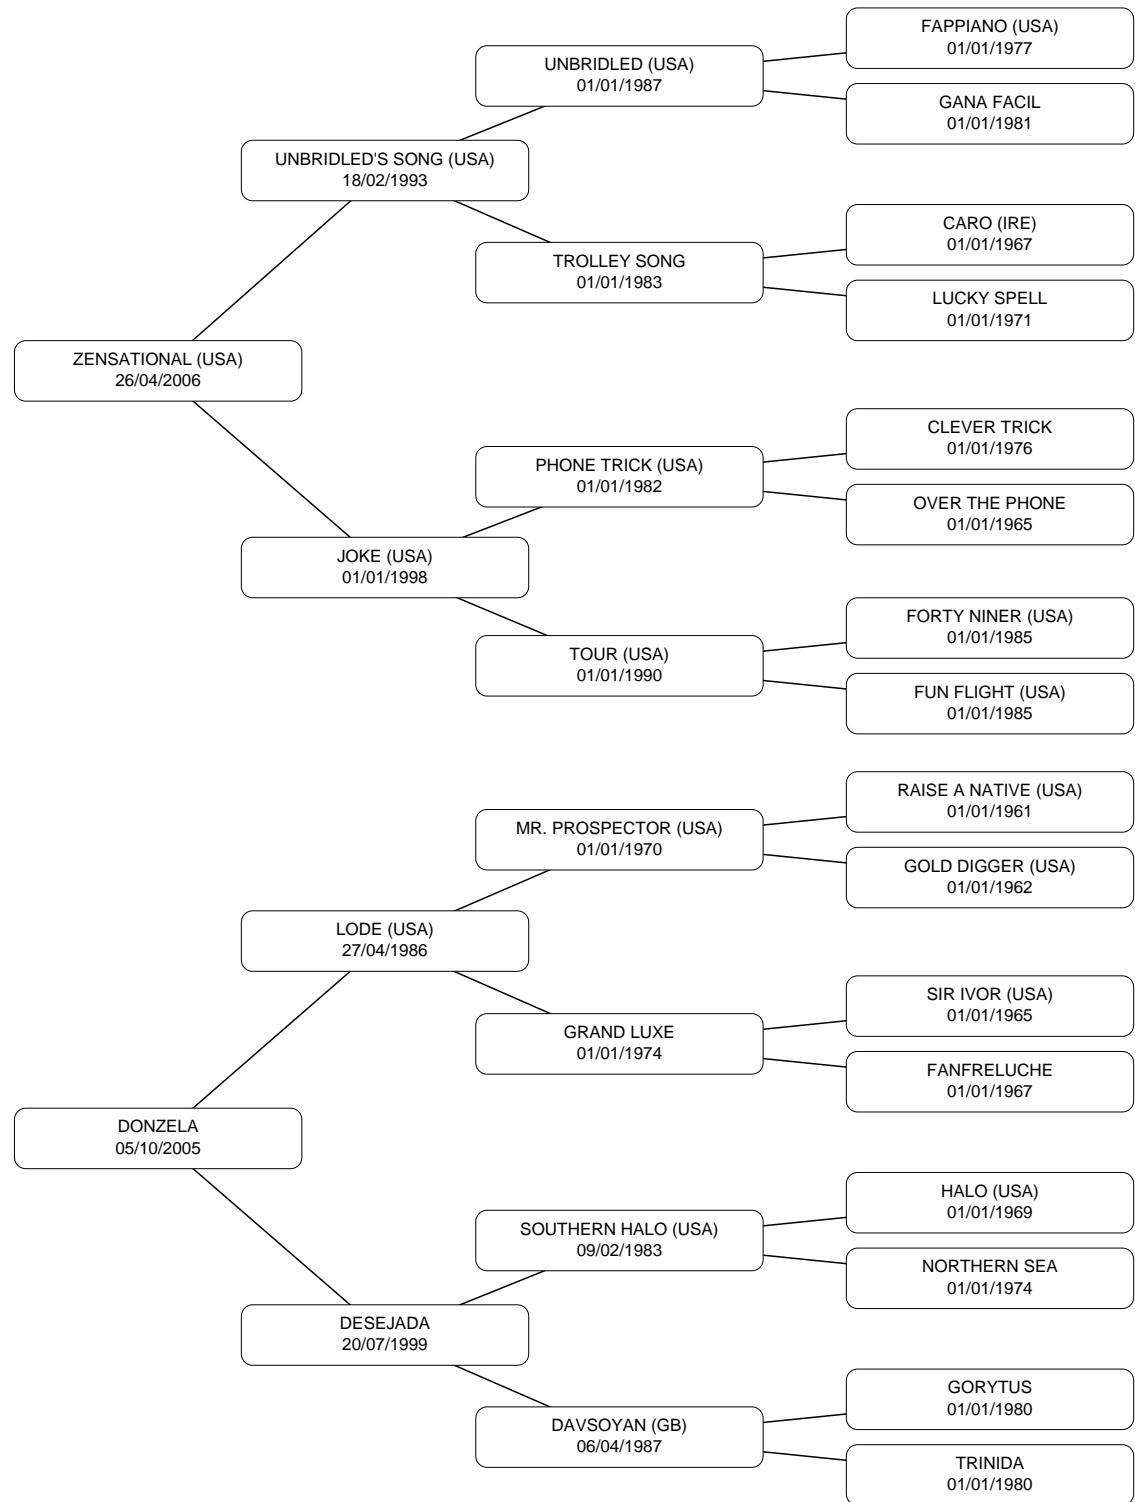 FAPPIANO (USA)
01/01/1977
UNBRIDLED (USA)
01/01/1987
GANA FACIL
01/01/1981
UNBRIDLED'S SONG (USA)
18/02/1993
CARO (IRE)
01/01/1967
TROLLEY SONG
01/01/1983
LUCKY SPELL
01/01/1971
ZENSATIONAL (USA)
26/04/2006
CLEVER TRICK
01/01/1976
PHONE TRICK (USA)
01/01/1982
OVER THE PHONE
01/01/1965
JOKE (USA)
01/01/1998
FORTY NINER (USA)
01/01/1985
TOUR (USA)
01/01/1990
FUN FLIGHT (USA)
01/01/1985
RAISE A NATIVE (USA)
01/01/1961
MR. PROSPECTOR (USA)
01/01/1970
GOLD DIGGER (USA)
01/01/1962
LODE (USA)
27/04/1986
SIR IVOR (USA)
01/01/1965
GRAND LUXE
01/01/1974
FANFRELUCHE
01/01/1967
DONZELA
05/10/2005
HALO (USA)
01/01/1969
SOUTHERN HALO (USA)
09/02/1983
NORTHERN SEA
01/01/1974
DESEJADA
20/07/1999
GORYTUS
01/01/1980
DAVSOYAN (GB)
06/04/1987
TRINIDA
01/01/1980